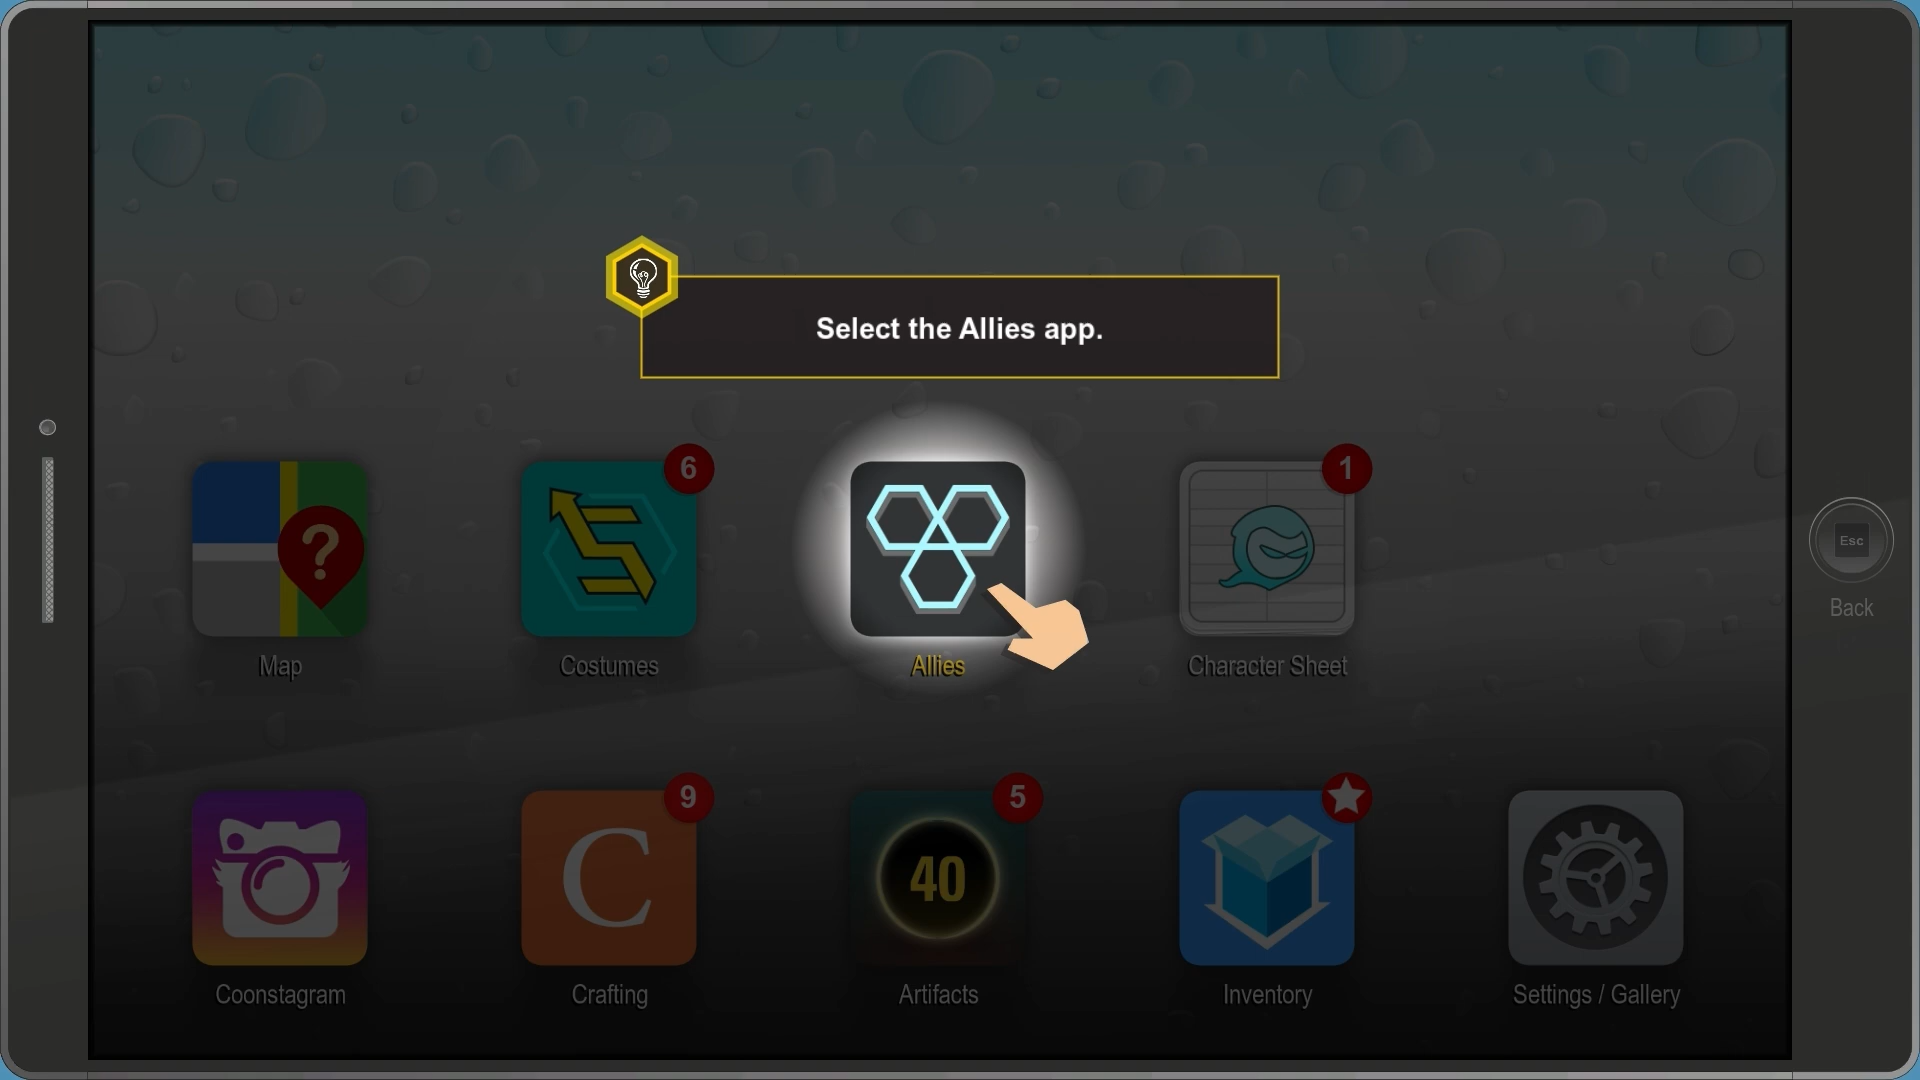 Select the Allies app.
6
1
?
Map
Costumes
Allies
Character Sheet
Esc
Back
9
5
C
40
Coonstagram
Crafting
Artifacts
Inventory
Settings / Gallery